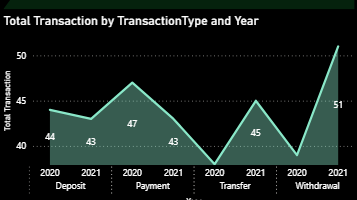 Total Transaction by TransactionType and Year
Total Transaction
50
45
40
44
43
47
43
45
51
2020 2021 2020 2021 2020 2021 2020 2021
Deposit Payment Transfer Withdrawal